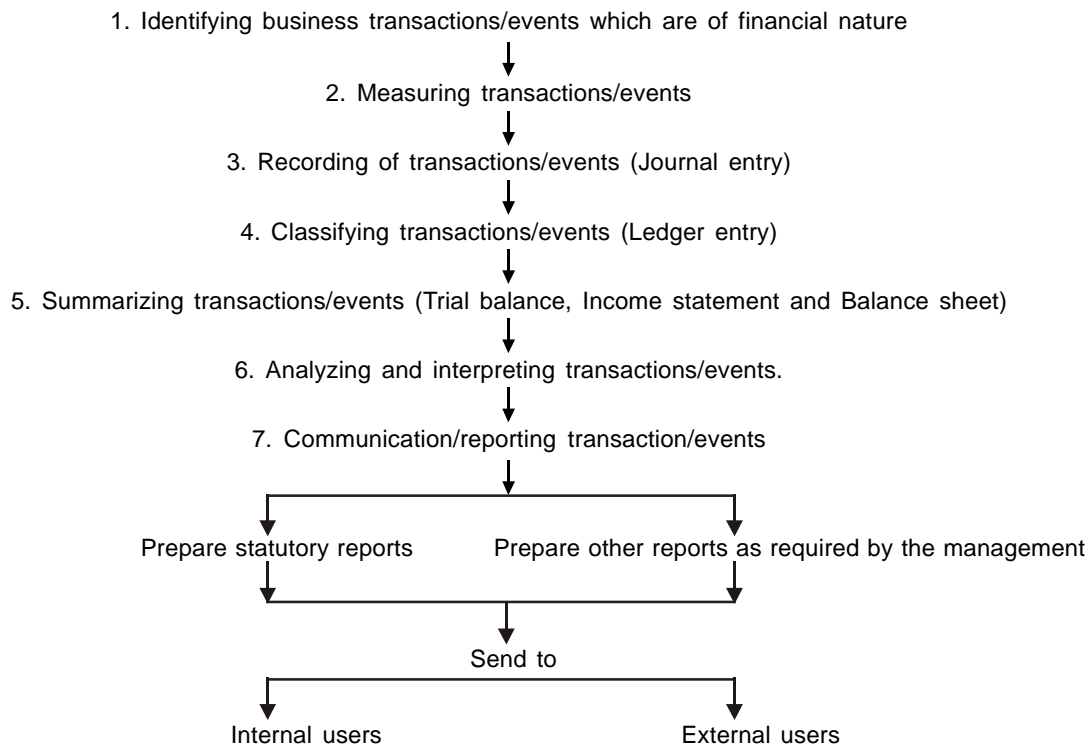 1. Identifying business transactions/events which are of financial nature
2. Measuring transactions/events
3. Recording of transactions/events (Journal entry)
4. Classifying transactions/events (Ledger entry)
5. Summarizing transactions/events (Trial balance, Income statement and Balance sheet)
6. Analyzing and interpreting transactions/events.
7. Communication/reporting transaction/events
Prepare statutory reports Prepare other reports as required by the management
Send to
Internal users External users